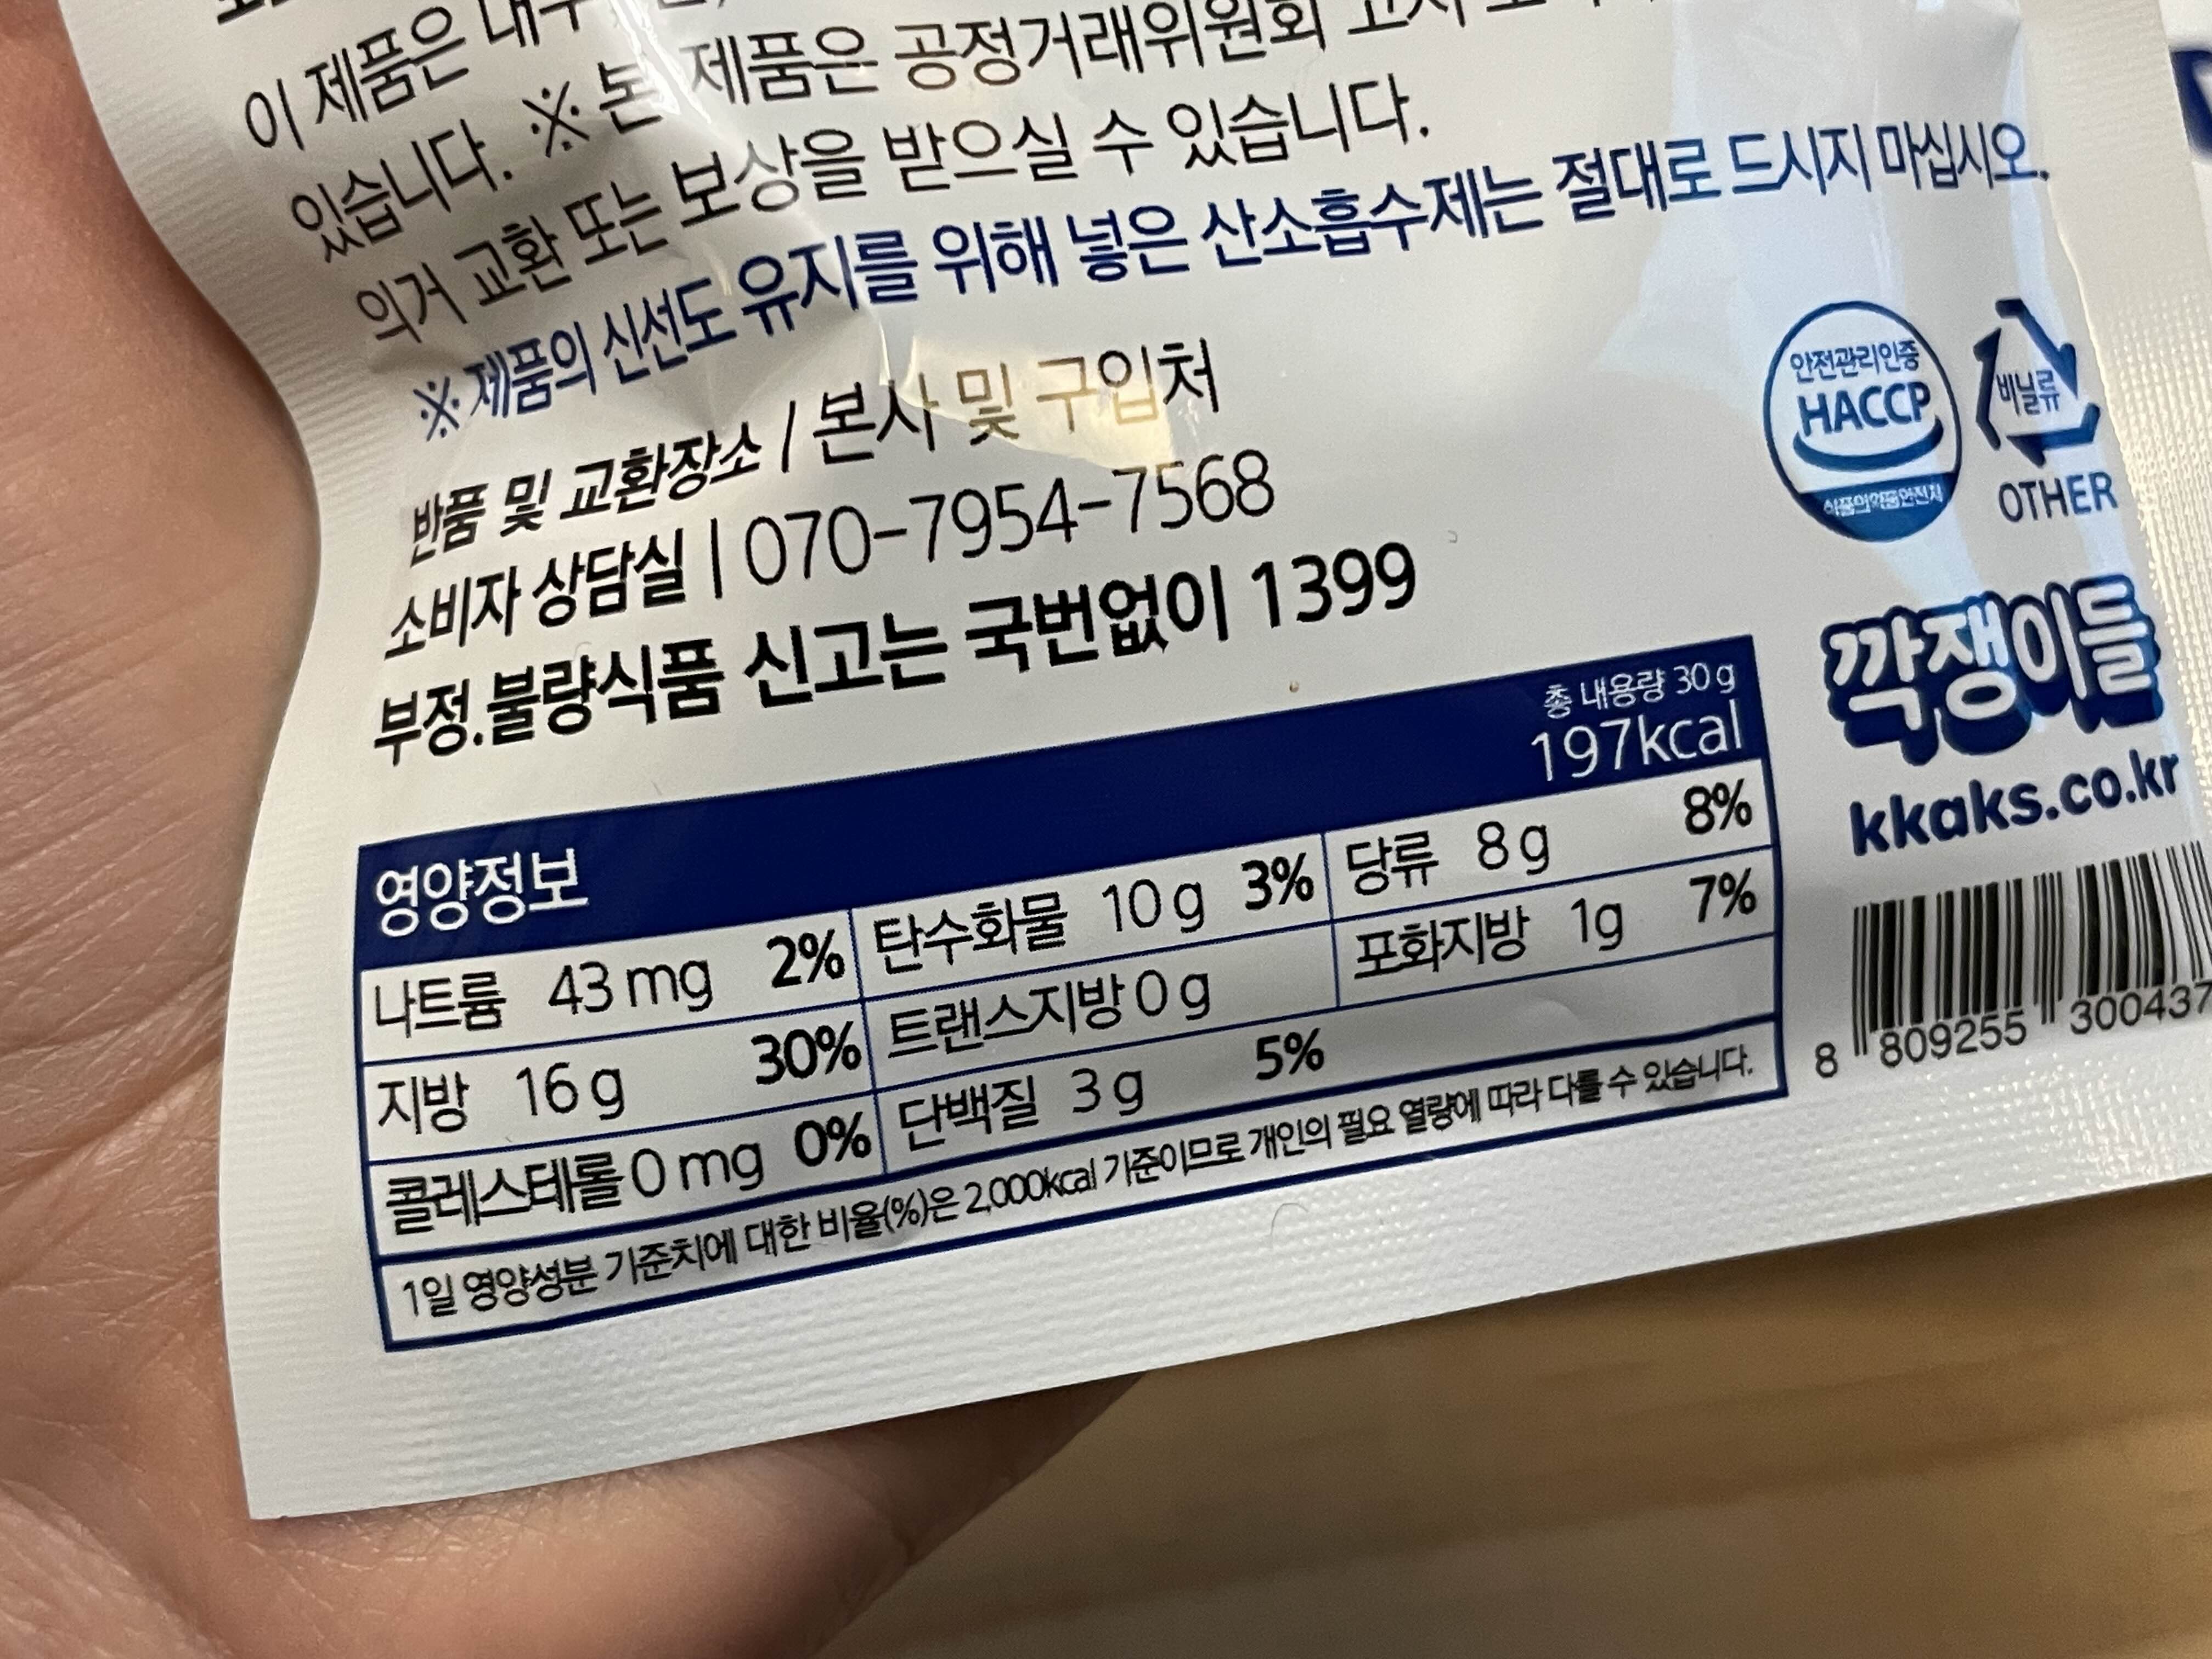 이 제품은
있습니다. ※ 본 제품은 공정거래위원회 고시
의거 교환 또는 보상을 받으실 수 있습니다.
※ 제품의 신선도 유지를 위해 넣은 산소흡수제는 절대로 드시지 마십시오.
반품 및 교환장소 / 본사 및 구입처
소비자 상담실 | 070-7954-7568
부정.불량식품 신고는 국번없이 1399
안전관리인증
HACCP
비닐류
OTHER
깍쟁이들
kkaks.co.kr
영양정보
총 내용량 30 g
197kcal
나트륨 43 mg 2% 탄수화물 10 g 3% 당류 8 g 8%
지방 16 g 30% 트랜스지방 0 g 포화지방 1g 7%
콜레스테롤 0 mg 0% 단백질 3 g 5%
1일 영양성분 기준치에 대한 비율(%)은 2,000kcal 기준이므로 개인의 필요 열량에 따라 다를 수 있습니다.
8 809255 300437